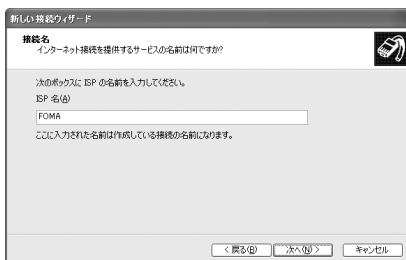 新しい接続ウィザード
接続名
インターネット接続を提供するサービスの名前は何ですか?
次のボックスに ISP の名前を入力してください。
ISP 名(A)
FOMA
ここに入力された名前は作成している接続の名前になります。
< 戻る(B)
次へ(N) >
キャンセル